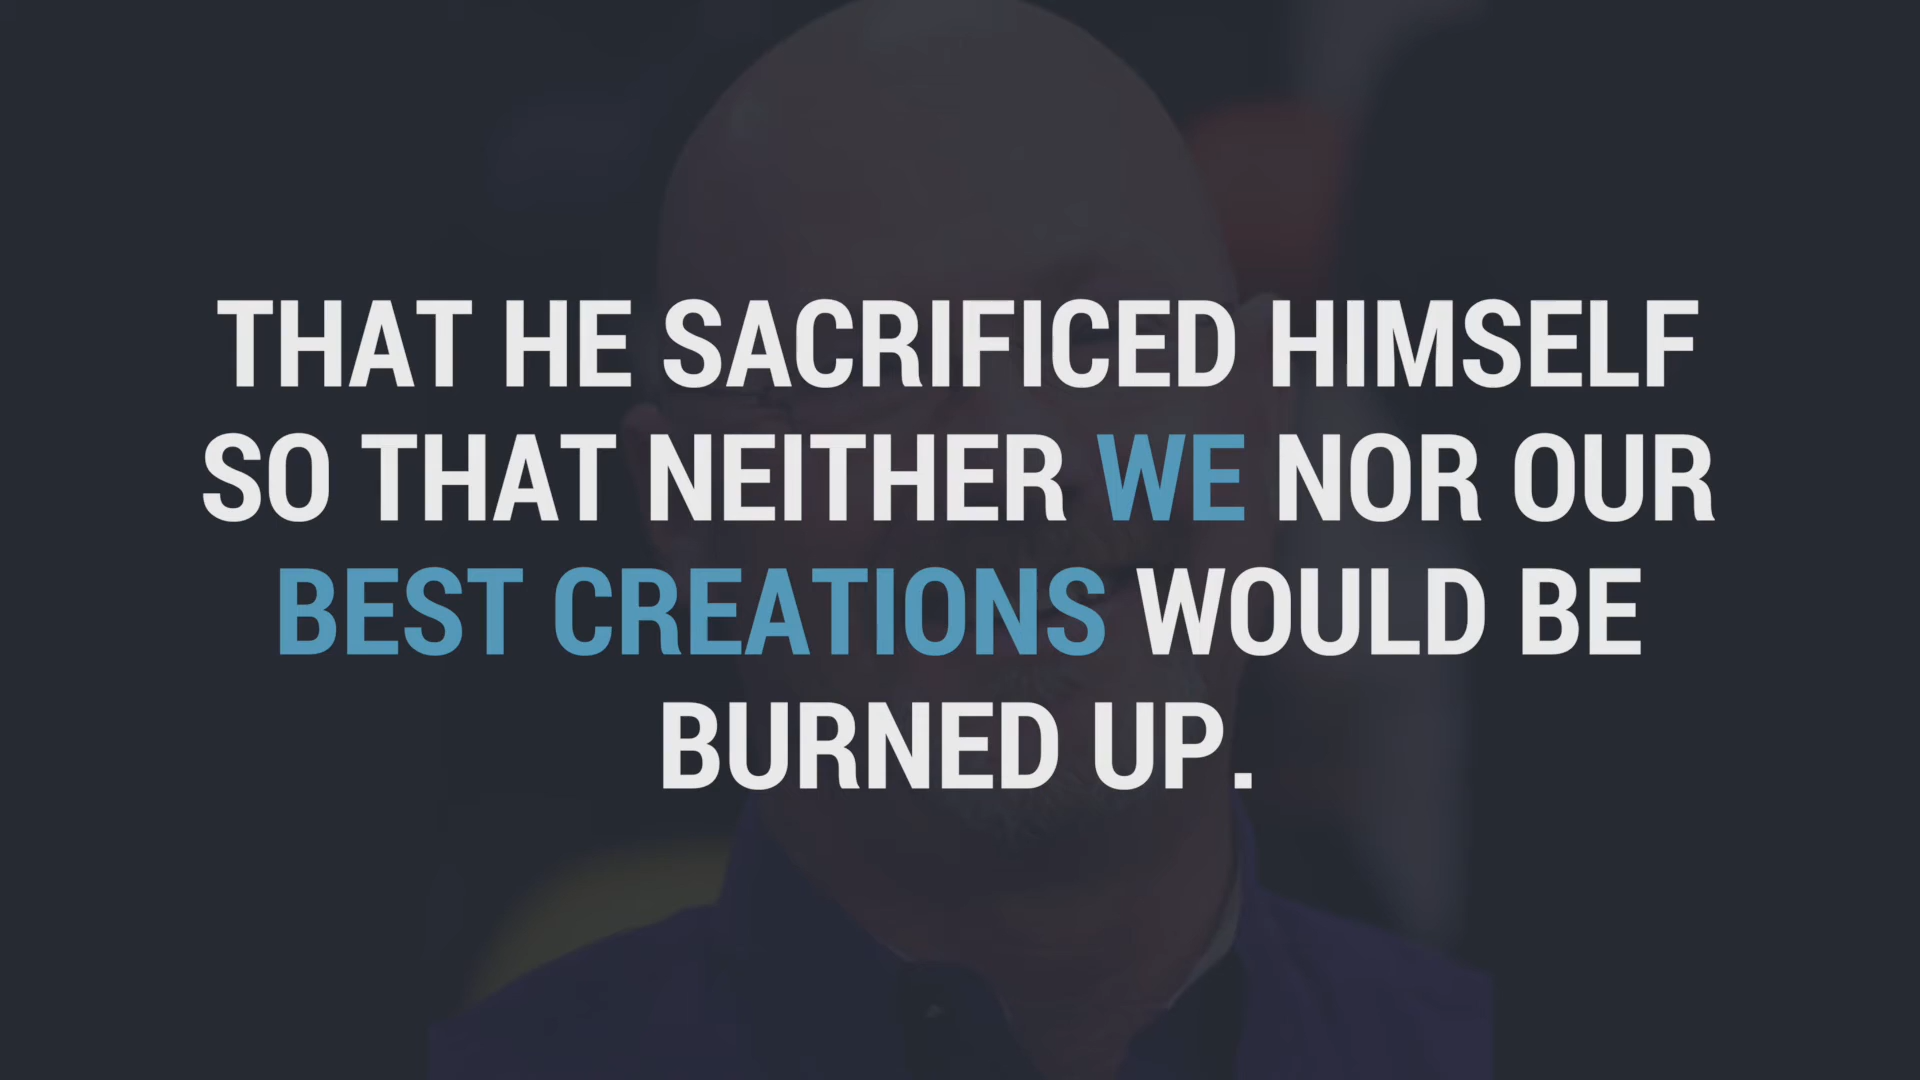 THAT HE SACRIFICED HIMSELF
SO THAT NEITHER WE NOR OUR
BEST CREATIONS WOULD BE
BURNED UP.